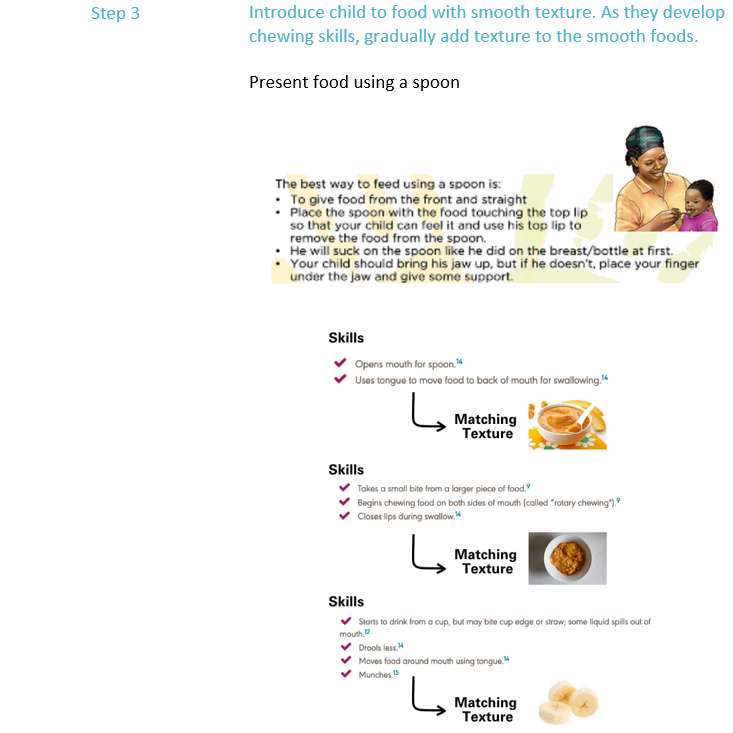 Step 3
Introduce child to food with smooth texture. As they develop
chewing skills, gradually add texture to the smooth foods.
Present food using a spoon
The best way to feed using a spoon is:
• To give food from the front and straight
• Place the spoon with the food touching the top lip
so that your child can feel it and use his top lip to
remove the food from the spoon.
• He will suck on the spoon like he did on the breast/bottle at first.
• Your child should bring his jaw up, but if he doesn't, place your finger
under the jaw and give some support.
Skills
✔ Opens mouth for spoon.14
✔ Uses tongue to move food to back of mouth for swallowing.14
Matching
Texture
Skills
✔ Takes a small bite from a larger piece of food.9
✔ Begins chewing food on both sides of mouth (called "rotary chewing").9
✔ Closes lips during swallow.14
Matching
Texture
Skills
✔ Starts to drink from a cup, but may bite cup edge or straw; some liquid spills out of
mouth.12
✔ Drools less.14
✔ Moves food around mouth using tongue.14
✔ Munches.15
Matching
Texture